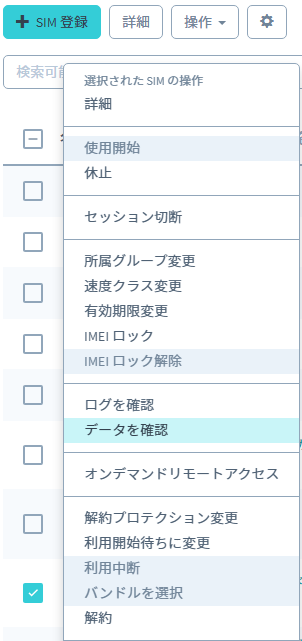 SIM 登録
詳細
操作
検索可
選択された SIM の操作
詳細
使用開始
休止
セッション切断
所属グループ変更
速度クラス変更
有効期限変更
IMEI ロック
IMEI ロック解除
ログを確認
データを確認
オンデマンドリモートアクセス
解約プロテクション変更
利用開始待ちに変更
利用中断
バンドルを選択
解約